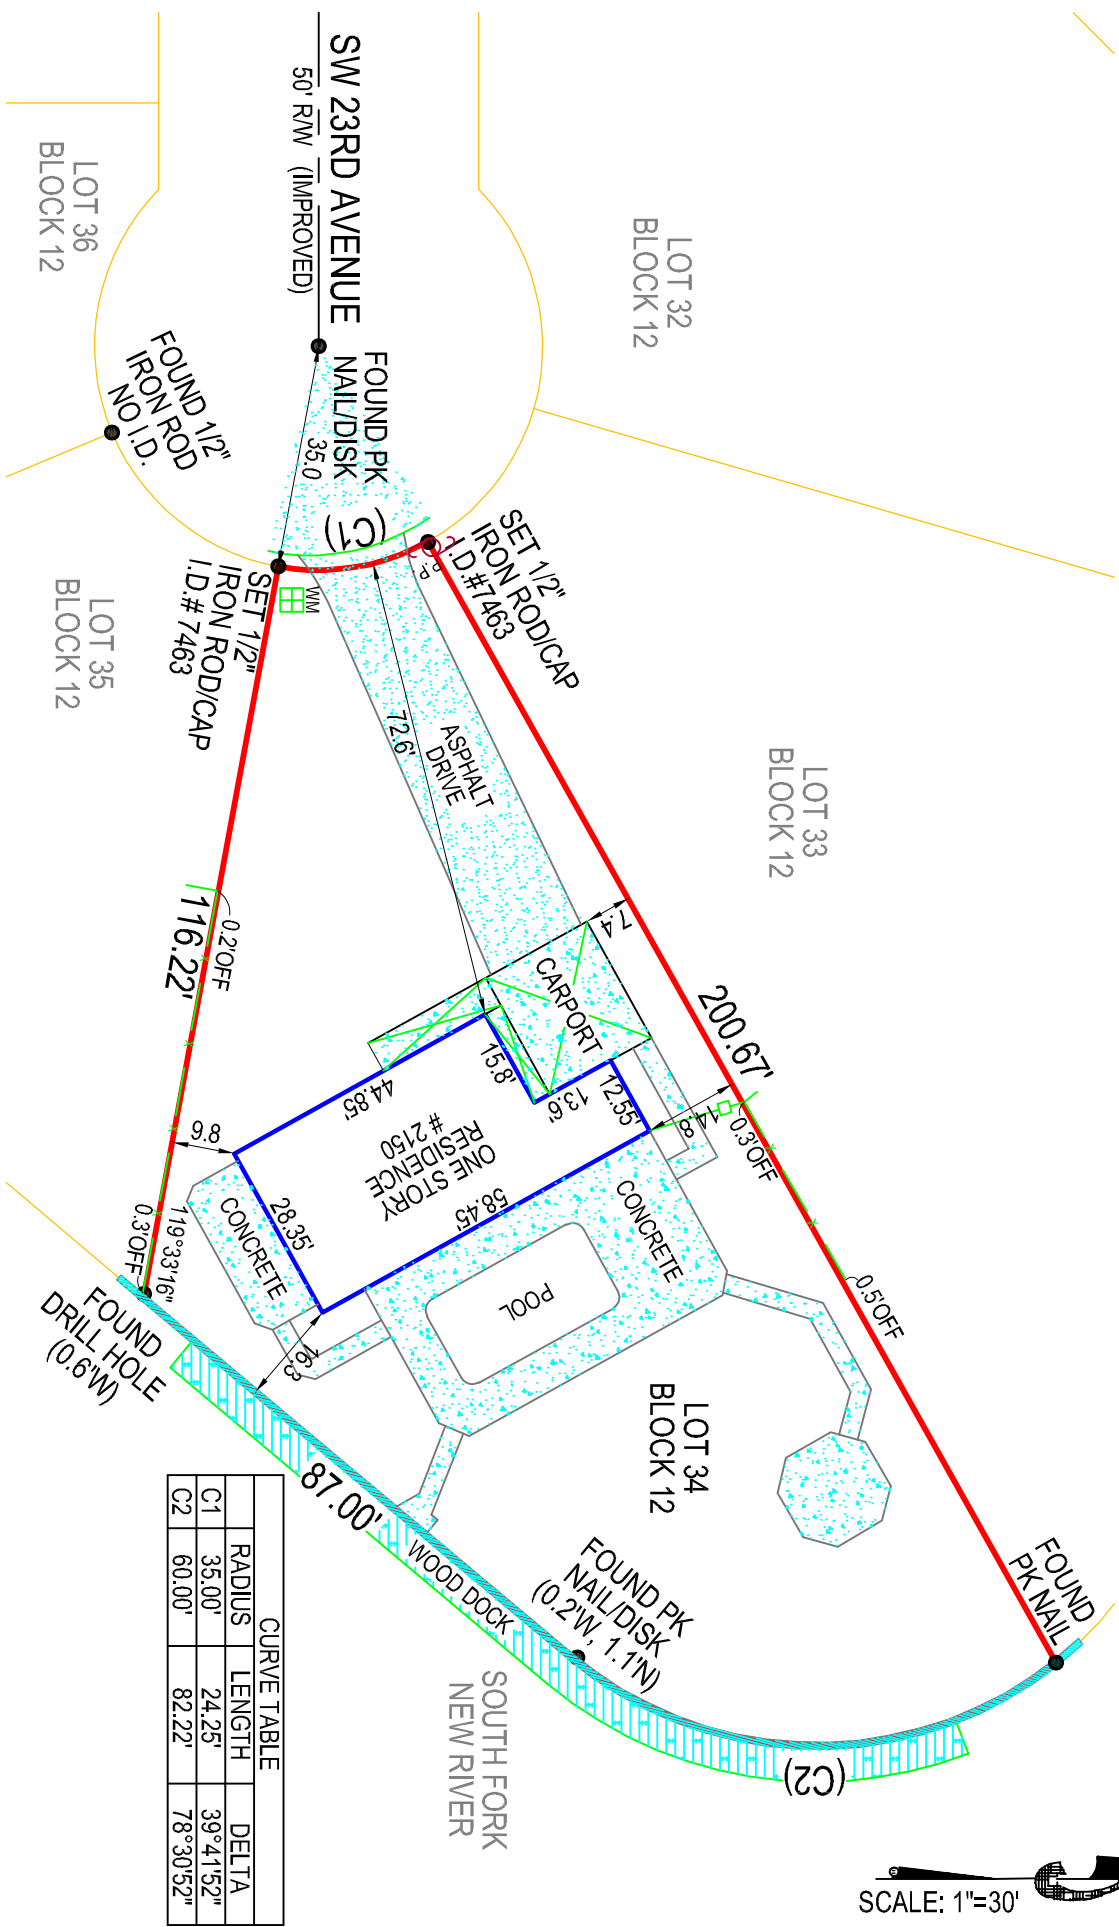 SW 23RD AVENUE
50' R/W (IMPROVED)
LOT 36
BLOCK 12
LOT 32
BLOCK 12
FOUND PK
NAIL/DISK
35.0
FOUND 1/2"
IRON ROD
NO I.D.
(C1)
SET 1/2"
IRON ROD/CAP
I.D.#7463
SET 1/2"
IRON ROD/CAP
I.D.# 7463
WM
LOT 35
BLOCK 12
LOT 33
BLOCK 12
72.6'
ASPHALT
DRIVE
7.4
CARPORT
0.2'OFF
116.22'
200.67'
15.8'
13.6'
12.55'
44.85'
14.8
0.3'OFF
ONE STORY
RESIDENCE
# 2150
58.45'
28.35'
9.8
CONCRETE
CONCRETE
POOL
119°33'16"
0.3'OFF
0.5'OFF
FOUND
DRILL HOLE
(0.6'W)
16.3
LOT 34
BLOCK 12
87.00'
WOOD DOCK
FOUND PK
NAIL/DISK
(0.2'W, 1.1'N)
FOUND
PK NAIL
SOUTH FORK
NEW RIVER
(C2)
CURVE TABLE
RADIUS LENGTH DELTA
C1 35.00' 24.25' 39°41'52"
C2 60.00' 82.22' 78°30'52"
SCALE: 1"=30'